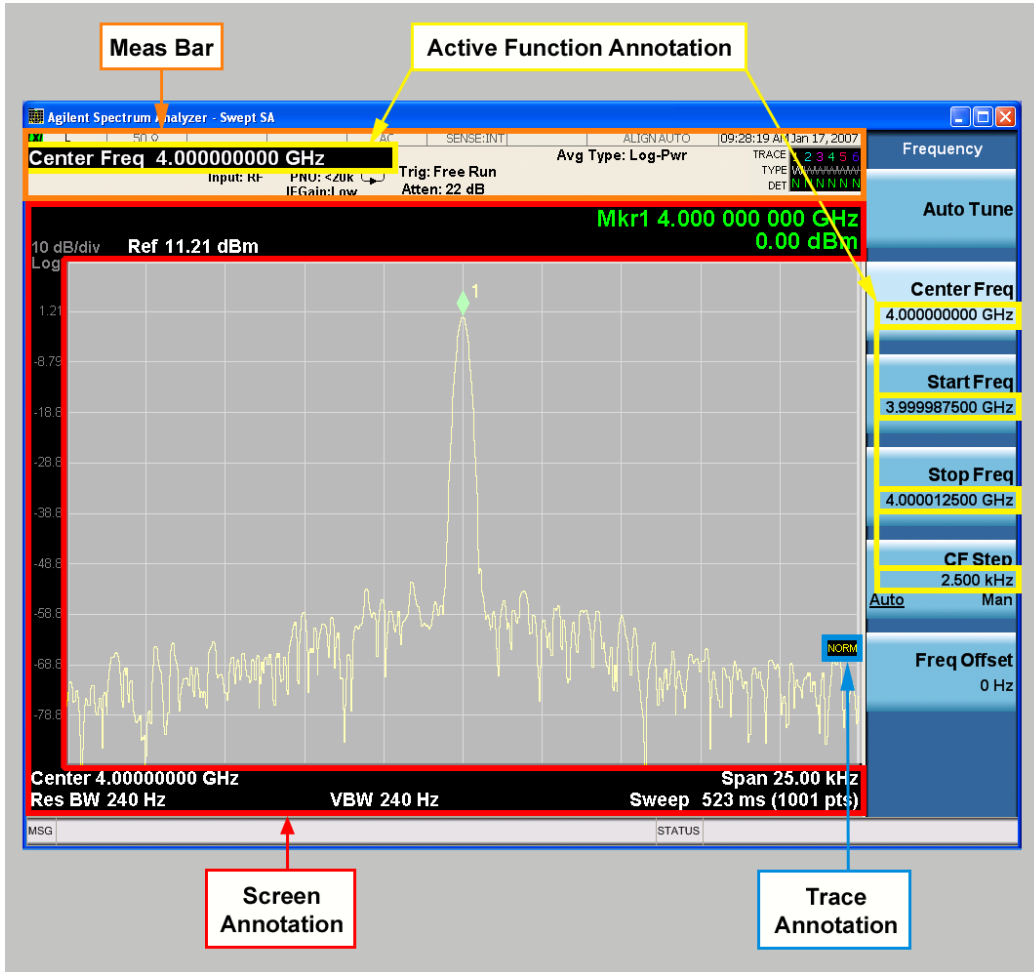 Meas Bar
Active Function Annotation
Agilent Spectrum Analyzer - Swept SA
L 50 Ω AC SENSE:INT ALIGN AUTO 09:28:19 AM Jan 17, 2007
Center Freq 4.000000000 GHz
Input: RF
PNO: <20k
IFGain:Low
Trig: Free Run
Atten: 22 dB
Avg Type: Log-Pwr
TRACE 1 2 3 4 5 6
TYPE
DET N N N N N N
Mkr1 4.000 000 000 GHz
0.00 dBm
10 dB/div Ref 11.21 dBm
Log
1
1.21
-8.79
-18.8
-28.8
-38.8
-48.8
-58.8
-68.8
-78.8
NORM
Center 4.00000000 GHz Span 25.00 kHz
Res BW 240 Hz VBW 240 Hz Sweep 523 ms (1001 pts)
MSG STATUS
Frequency
Auto Tune
Center Freq
4.000000000 GHz
Start Freq
3.999987500 GHz
Stop Freq
4.000012500 GHz
CF Step
2.500 kHz
Auto Man
Freq Offset
0 Hz
Screen
Annotation
Trace
Annotation